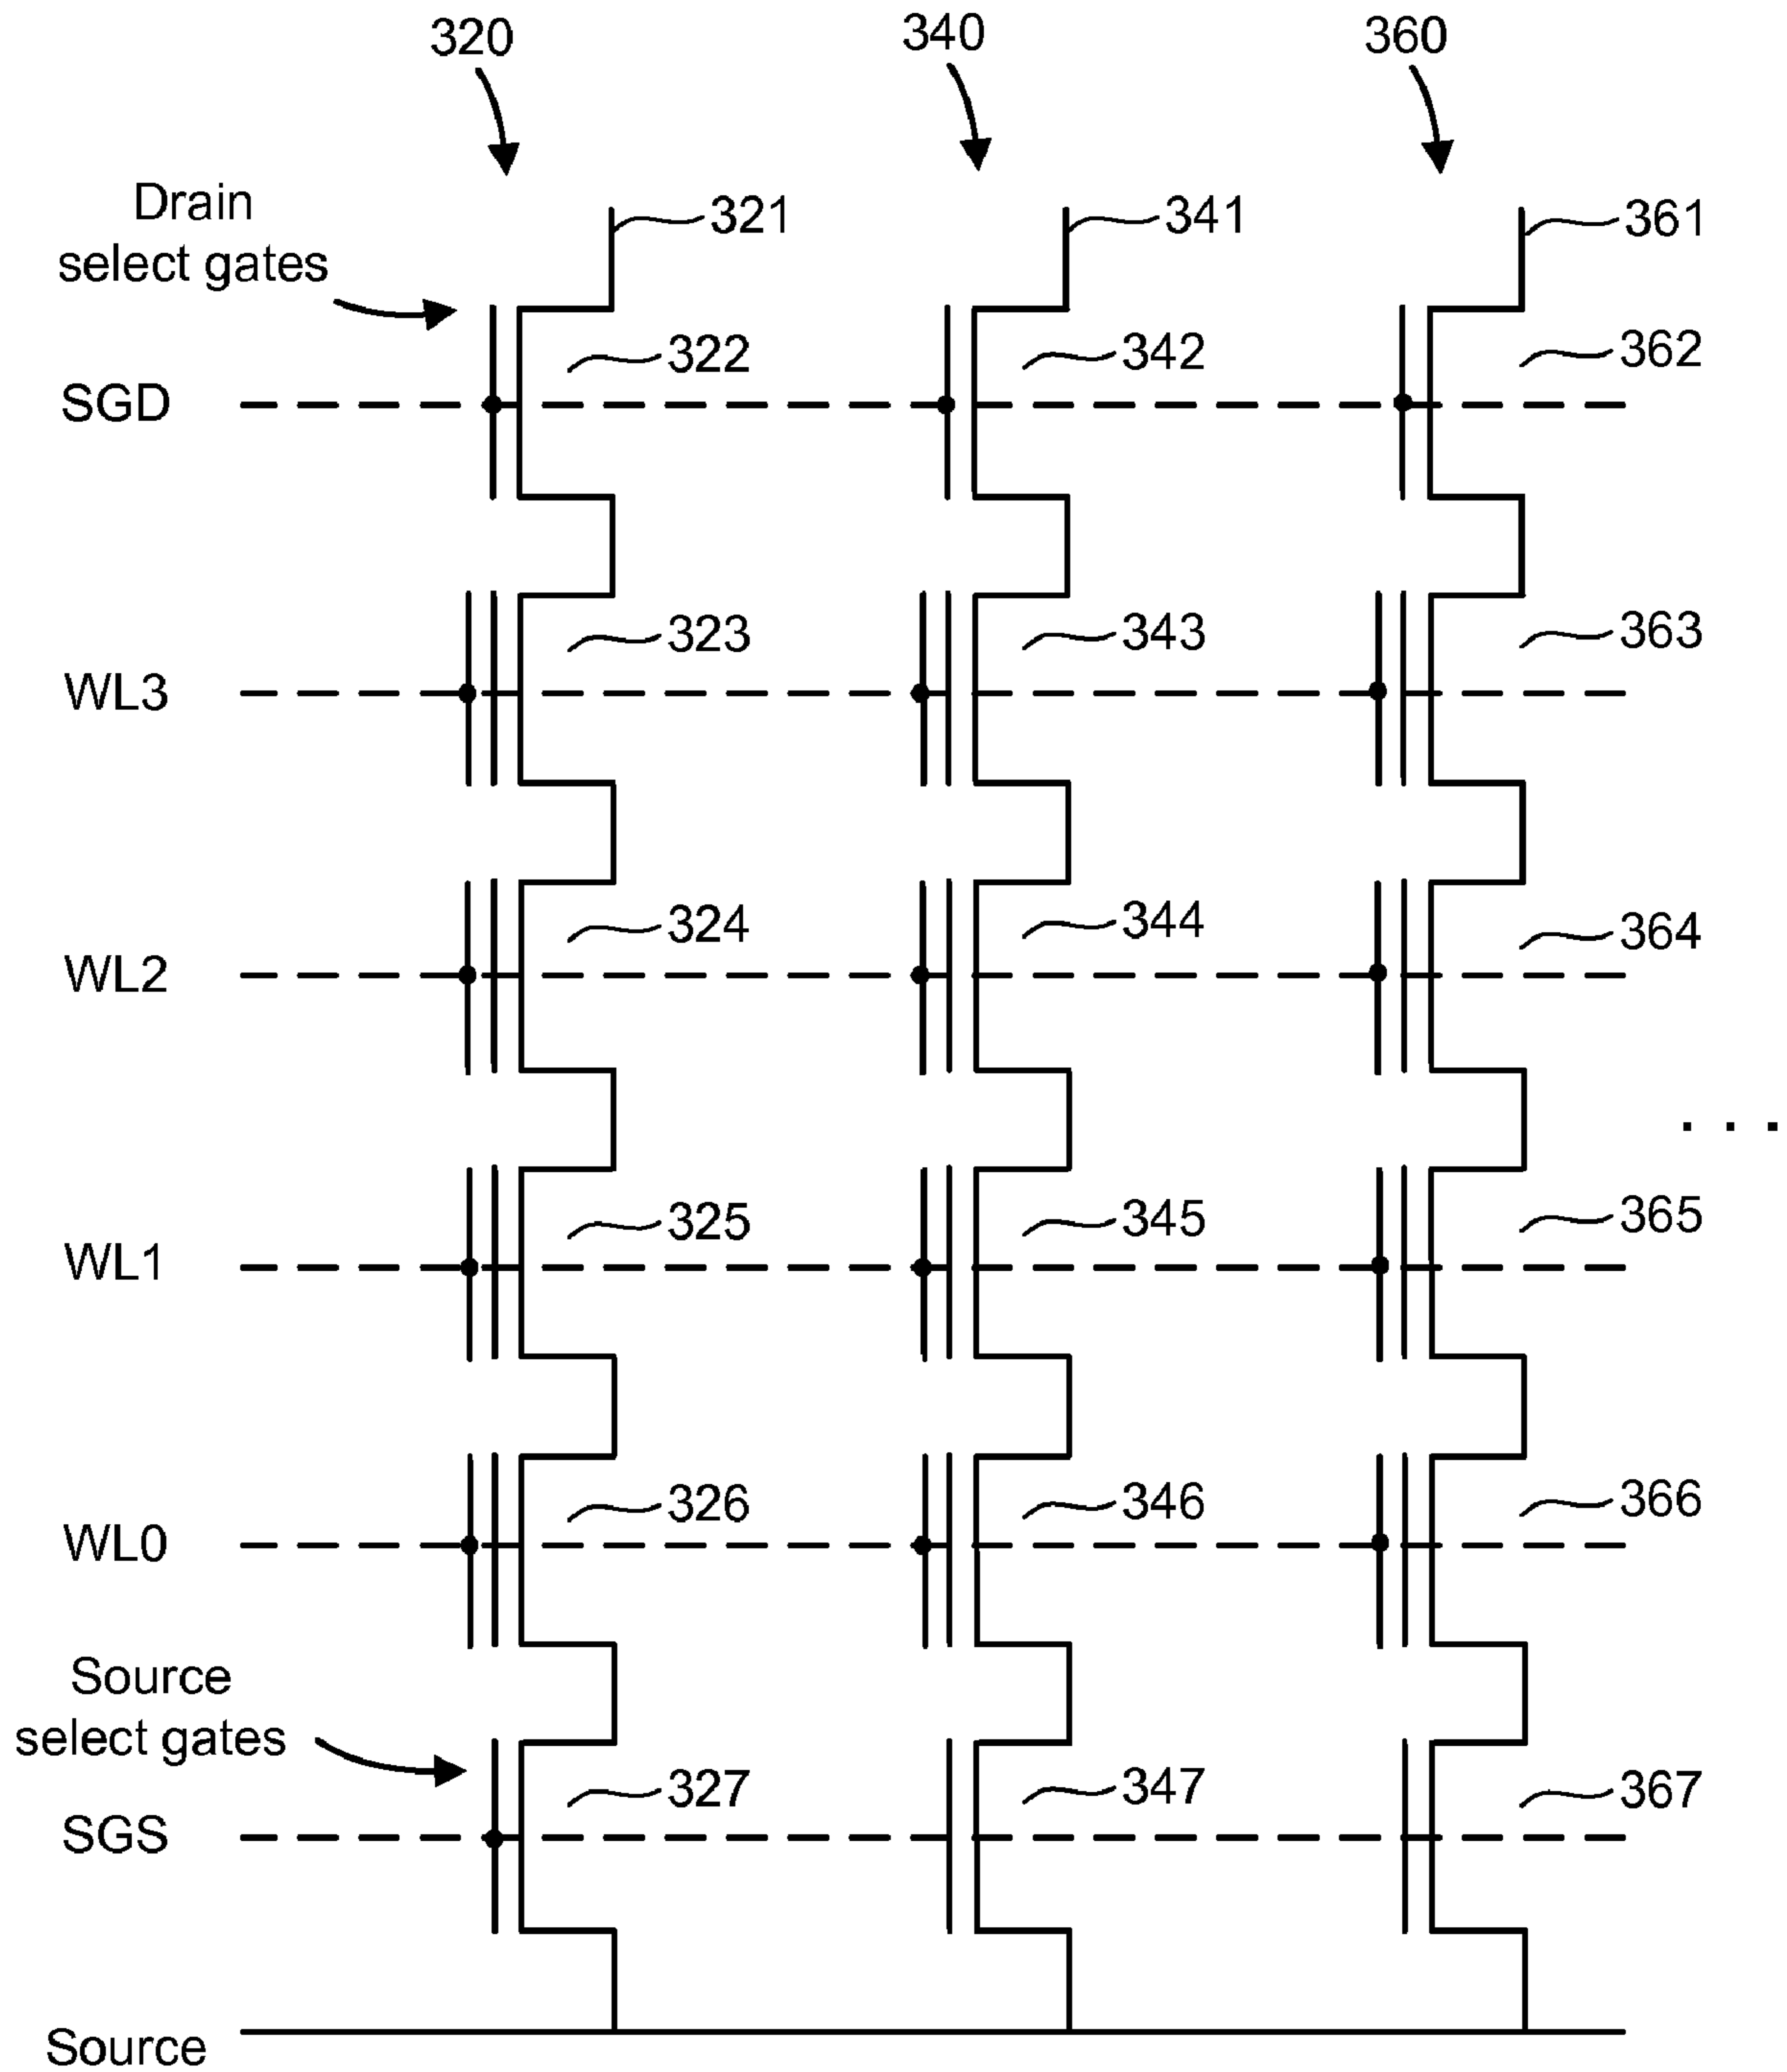 320 340 360
Drain
select gates
321 341 361
322 342 362
SGD
323 343 363
WL3
324 344 364
WL2
. . .
325 345 365
WL1
326 346 366
WL0
Source
select gates
327 347 367
SGS
Source